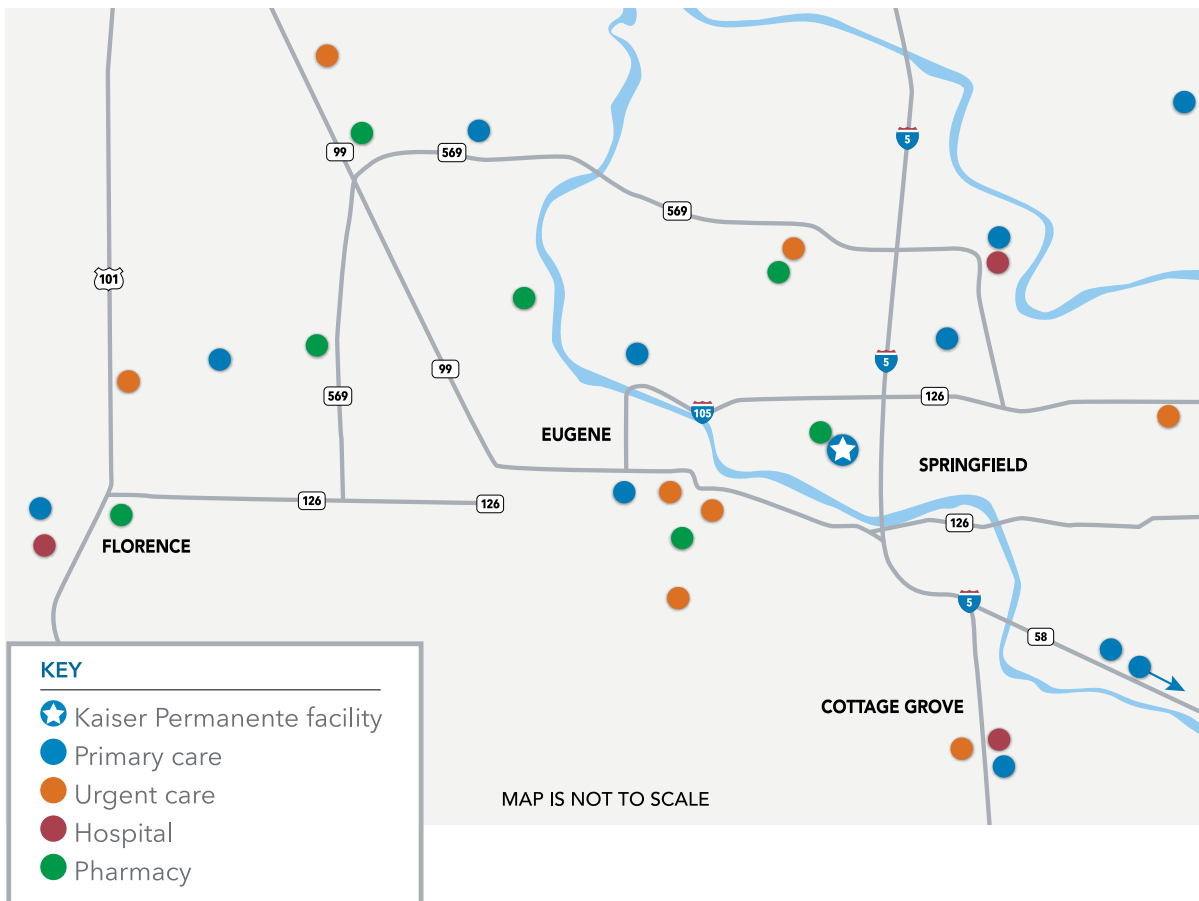 5
99
569
569
101
5
99
569
126
105
EUGENE
SPRINGFIELD
126
126
126
FLORENCE
5
58
KEY
Kaiser Permanente facility
Primary care
Urgent care
Hospital
Pharmacy
COTTAGE GROVE
MAP IS NOT TO SCALE